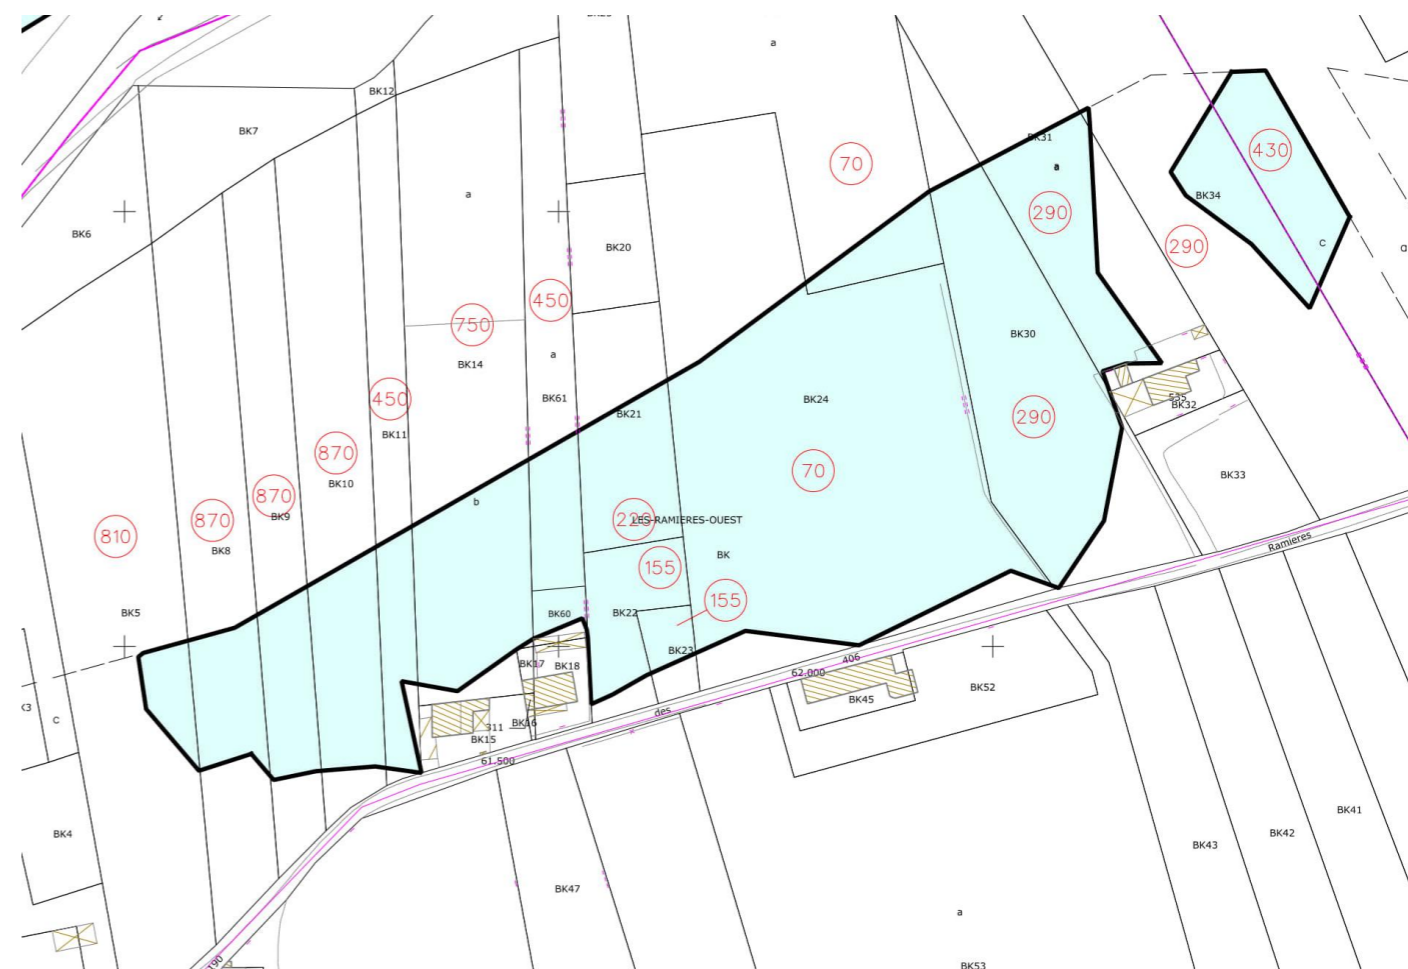 a
BK12
BK7
BK31
70
430
a
BK34
a
290
BK6
BK20
290
C
a
450
750
BK30
a
BK14
450
BK61
BK24
535
BK32
BK21
BK11
290
870
70
BK33
BK10
870
b
870
BK9
220
LES-RAMIERES-OUEST
810
BK8
BK
Ramieres
155
155
BK5
BK60
BK22
BK23
406
BK17
BK18
62.000
BK52
BK45
C
des
BK16
311
BK15
61.500
BK4
BK41
BK42
BK43
BK47
a
BK53